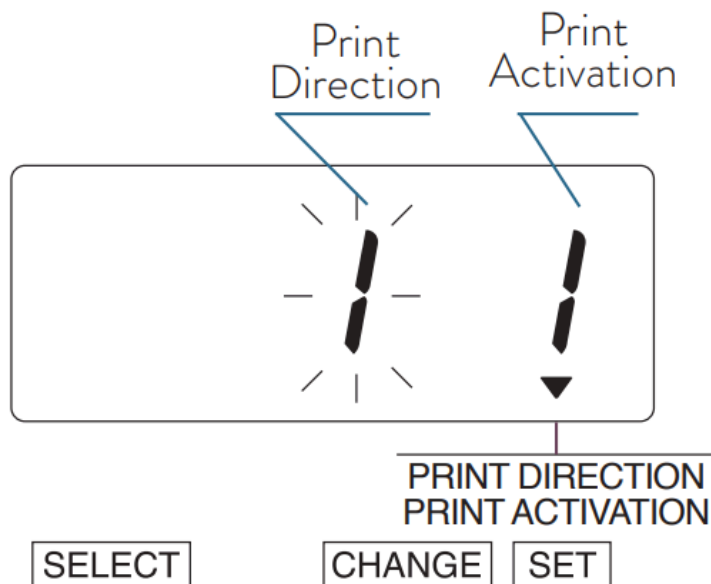 Print
Direction
Print
Activation
1 1
PRINT DIRECTION
PRINT ACTIVATION
SELECT CHANGE SET